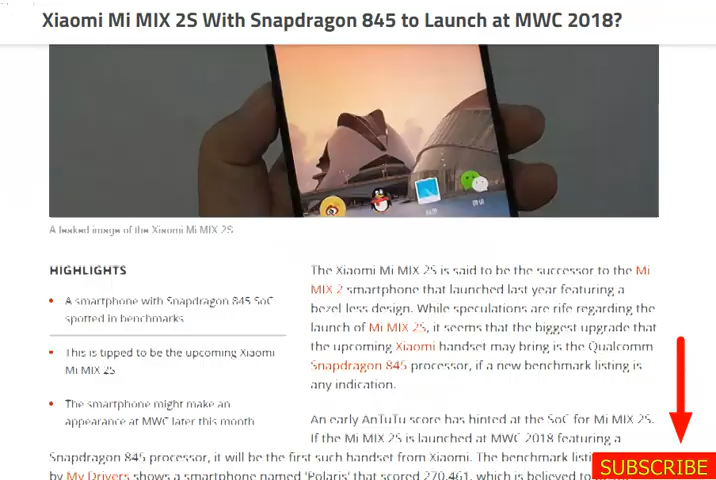 Xiaomi Mi MIX 2S With Snapdragon 845 to Launch at MWC 2018?
A leaked image of the Xiaomi Mi MIX 2S
HIGHLIGHTS
A smartphone with Snapdragon 845 SoC
spotted in benchmarks
This is tipped to be the upcoming Xiaomi
Mi MIX 2S
The smartphone might make an
appearance at MWC later this month
The Xiaomi Mi MIX 2S is said to be the successor to the Mi
MIX 2 smartphone that launched last year featuring a
bezel less design. While speculations are rife regarding the
launch of Mi MIX 2S, it seems that the biggest upgrade that
the upcoming Xiaomi handset may bring is the Qualcomm
Snapdragon 845 processor, if a new benchmark listing is
any indication.
An early AnTuTu score has hinted at the SoC for Mi MIX 2S.
If the Mi MIX 2S is launched at MWC 2018 featuring a
Snapdragon 845 processor, it will be the first such handset from Xiaomi. The benchmark
by My Drivers shows a smartphone named 'Polaris' that scored 270,461, which is believed
SUBSCRIBE